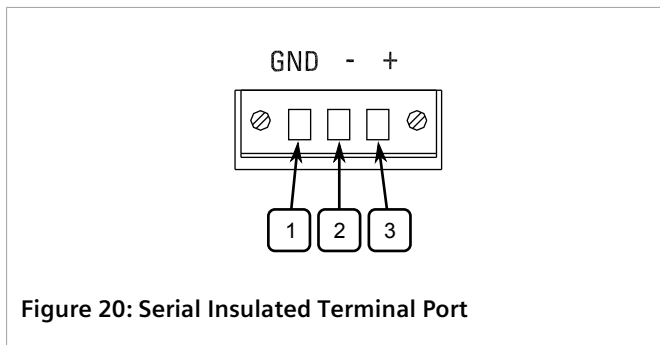 GND - +
1 2 3
Figure 20: Serial Insulated Terminal Port